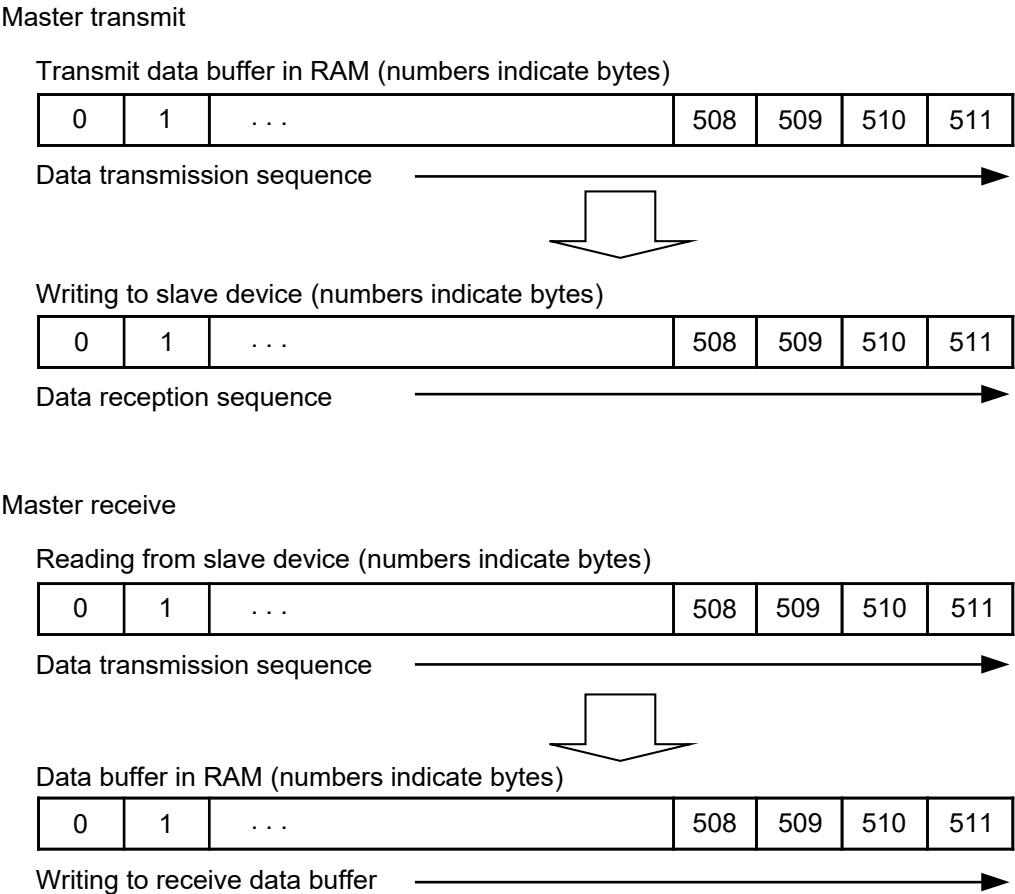 Master transmit
Transmit data buffer in RAM (numbers indicate bytes)
0 1 . . . 508 509 510 511
Data transmission sequence
Writing to slave device (numbers indicate bytes)
0 1 . . . 508 509 510 511
Data reception sequence
Master receive
Reading from slave device (numbers indicate bytes)
0 1 . . . 508 509 510 511
Data transmission sequence
Data buffer in RAM (numbers indicate bytes)
0 1 . . . 508 509 510 511
Writing to receive data buffer